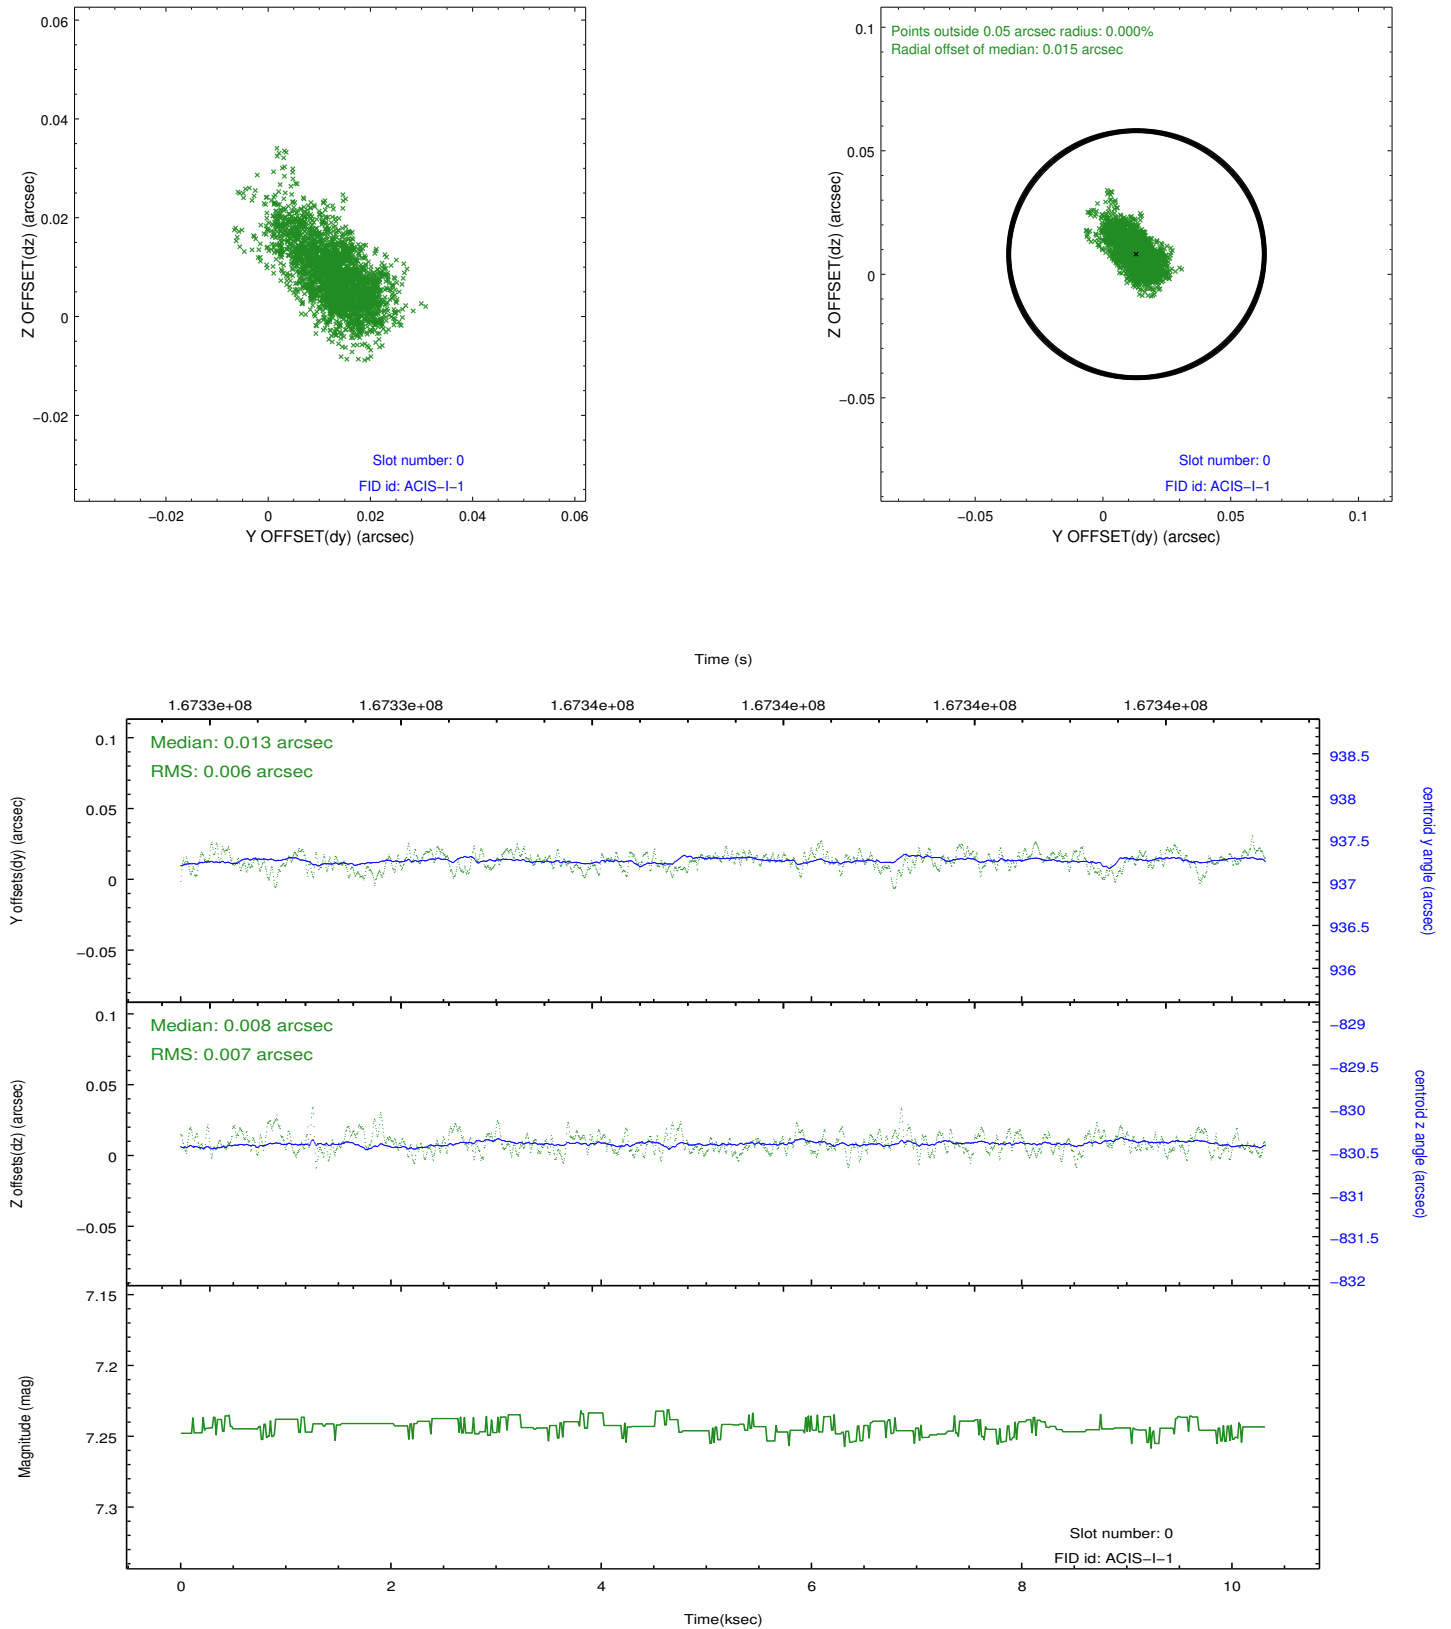 0.06
0.04
0.02
0
−0.02
Z OFFSET(dz) (arcsec)
Slot number: 0
FID id: ACIS−I−1
−0.02
0
0.02
0.04
0.06
Y OFFSET(dy) (arcsec)
Points outside 0.05 arcsec radius: 0.000%
Radial offset of median: 0.015 arcsec
0.1
0.05
0
−0.05
Z OFFSET(dz) (arcsec)
Slot number: 0
FID id: ACIS−I−1
−0.05
0
0.05
0.1
Y OFFSET(dy) (arcsec)
Time (s)
1.6733e+08
1.6733e+08
1.6734e+08
1.6734e+08
1.6734e+08
1.6734e+08
Median: 0.013 arcsec
RMS: 0.006 arcsec
0.1
0.05
0
−0.05
Y offsets(dy) (arcsec)
938.5
938
937.5
937
936.5
936
centroid y angle (arcsec)
Median: 0.008 arcsec
RMS: 0.007 arcsec
0.1
0.05
0
−0.05
Z offsets(dz) (arcsec)
−829
−829.5
−830
−830.5
−831
−831.5
−832
centroid z angle (arcsec)
7.15
7.2
7.25
7.3
Magnitude (mag)
Slot number: 0
FID id: ACIS−I−1
0
2
4
6
8
10
Time(ksec)